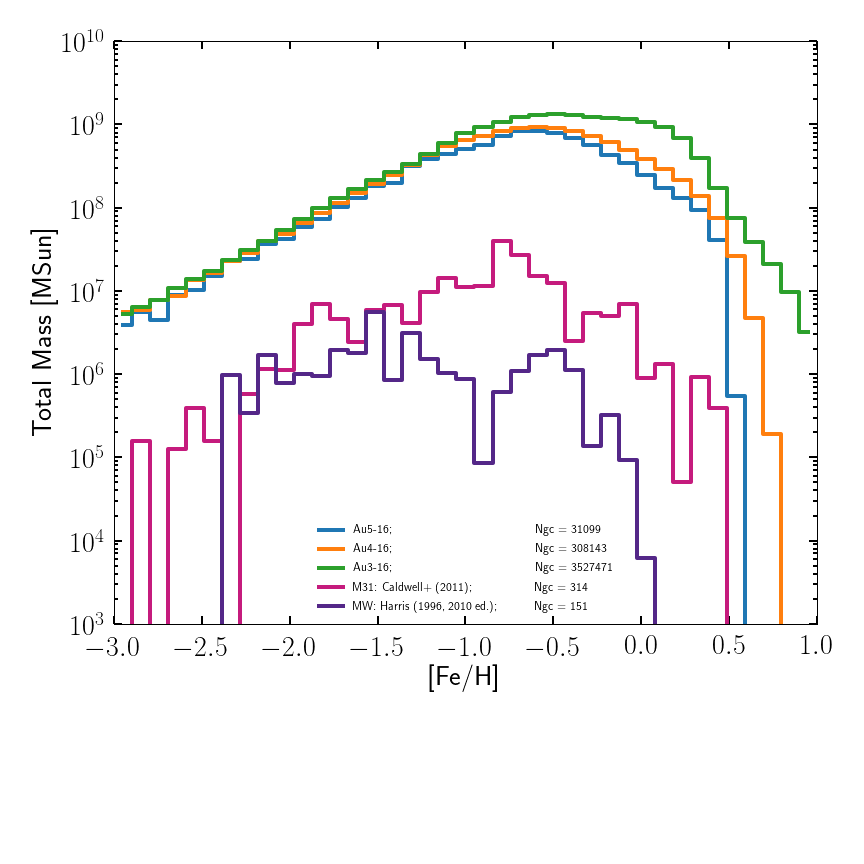 10^10
10^9
10^8
10^7
10^6
10^5
10^4
10^3
Total Mass [MSun]
Au5-16; Ngc = 31099
Au4-16; Ngc = 308143
Au3-16; Ngc = 3527471
M31: Caldwell+ (2011); Ngc = 314
MW: Harris (1996, 2010 ed.); Ngc = 151
−3.0 −2.5 −2.0 −1.5 −1.0 −0.5 0.0 0.5 1.0
[Fe/H]